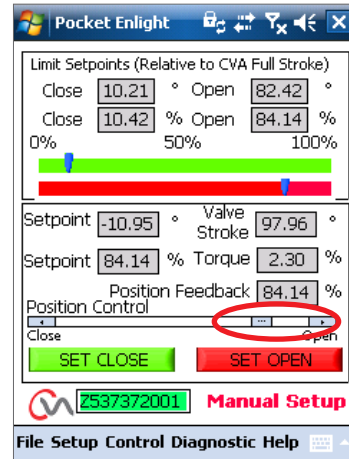 Pocket Enlight
Limit Setpoints (Relative to CVA Full Stroke)
Close 10.21 ° Open 82.42 °
Close 10.42 % Open 84.14 %
0% 50% 100%
Setpoint -10.95 ° Valve Stroke 97.96 °
Setpoint 84.14 % Torque 2.30 %
Position Feedback 84.14 %
Position Control
Close Open
SET CLOSE SET OPEN
Z537372001 Manual Setup
File Setup Control Diagnostic Help